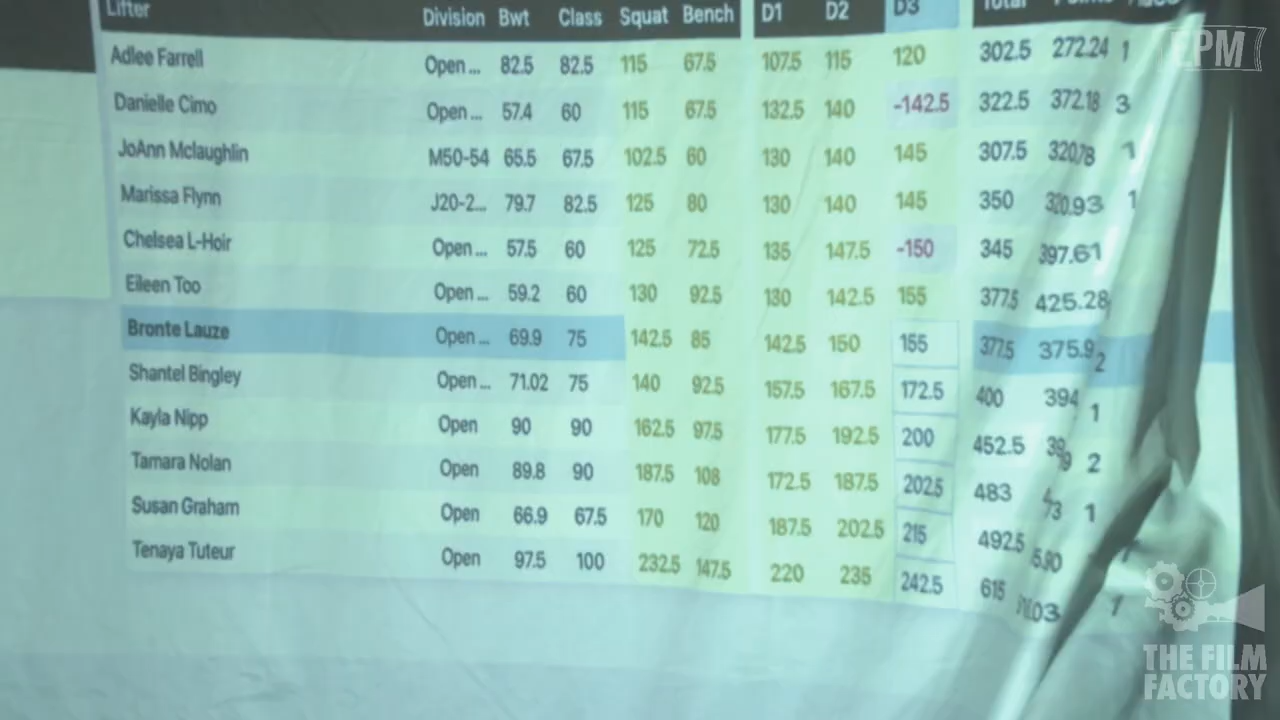 Lifter Division Bwt Class Squat Bench D1 D2 D3 Total
Adlee Farrell Open ... 82.5 82.5 115 67.5 107.5 115 120 302.5 272.24 1
Danielle Cimo Open ... 57.4 60 115 67.5 132.5 140 -142.5 322.5 372.18 3
JoAnn Mclaughlin M50-54 65.5 67.5 102.5 60 130 140 145 307.5 320.78 1
Marissa Flynn J20-2... 79.7 82.5 125 80 130 140 145 350 320.93 1
Chelsea L-Hoir Open ... 57.5 60 125 72.5 135 147.5 -150 345 397.61
Eileen Too Open ... 59.2 60 130 92.5 130 142.5 155 377.5 425.28
Bronte Lauze Open ... 69.9 75 142.5 85 142.5 150 155 377.5 375.9 2
Shantel Bingley Open ... 71.02 75 140 92.5 157.5 167.5 172.5 400 394 1
Kayla Nipp Open 90 90 162.5 97.5 177.5 192.5 200 452.5 2
Tamara Nolan Open 89.8 90 187.5 108 172.5 187.5 202.5 483 1
Susan Graham Open 66.9 67.5 170 120 187.5 202.5 215 492.5 1
Tenaya Tuteur Open 97.5 100 232.5 147.5 220 235 242.5 615 1
EPM
THE FILM
FACTORY